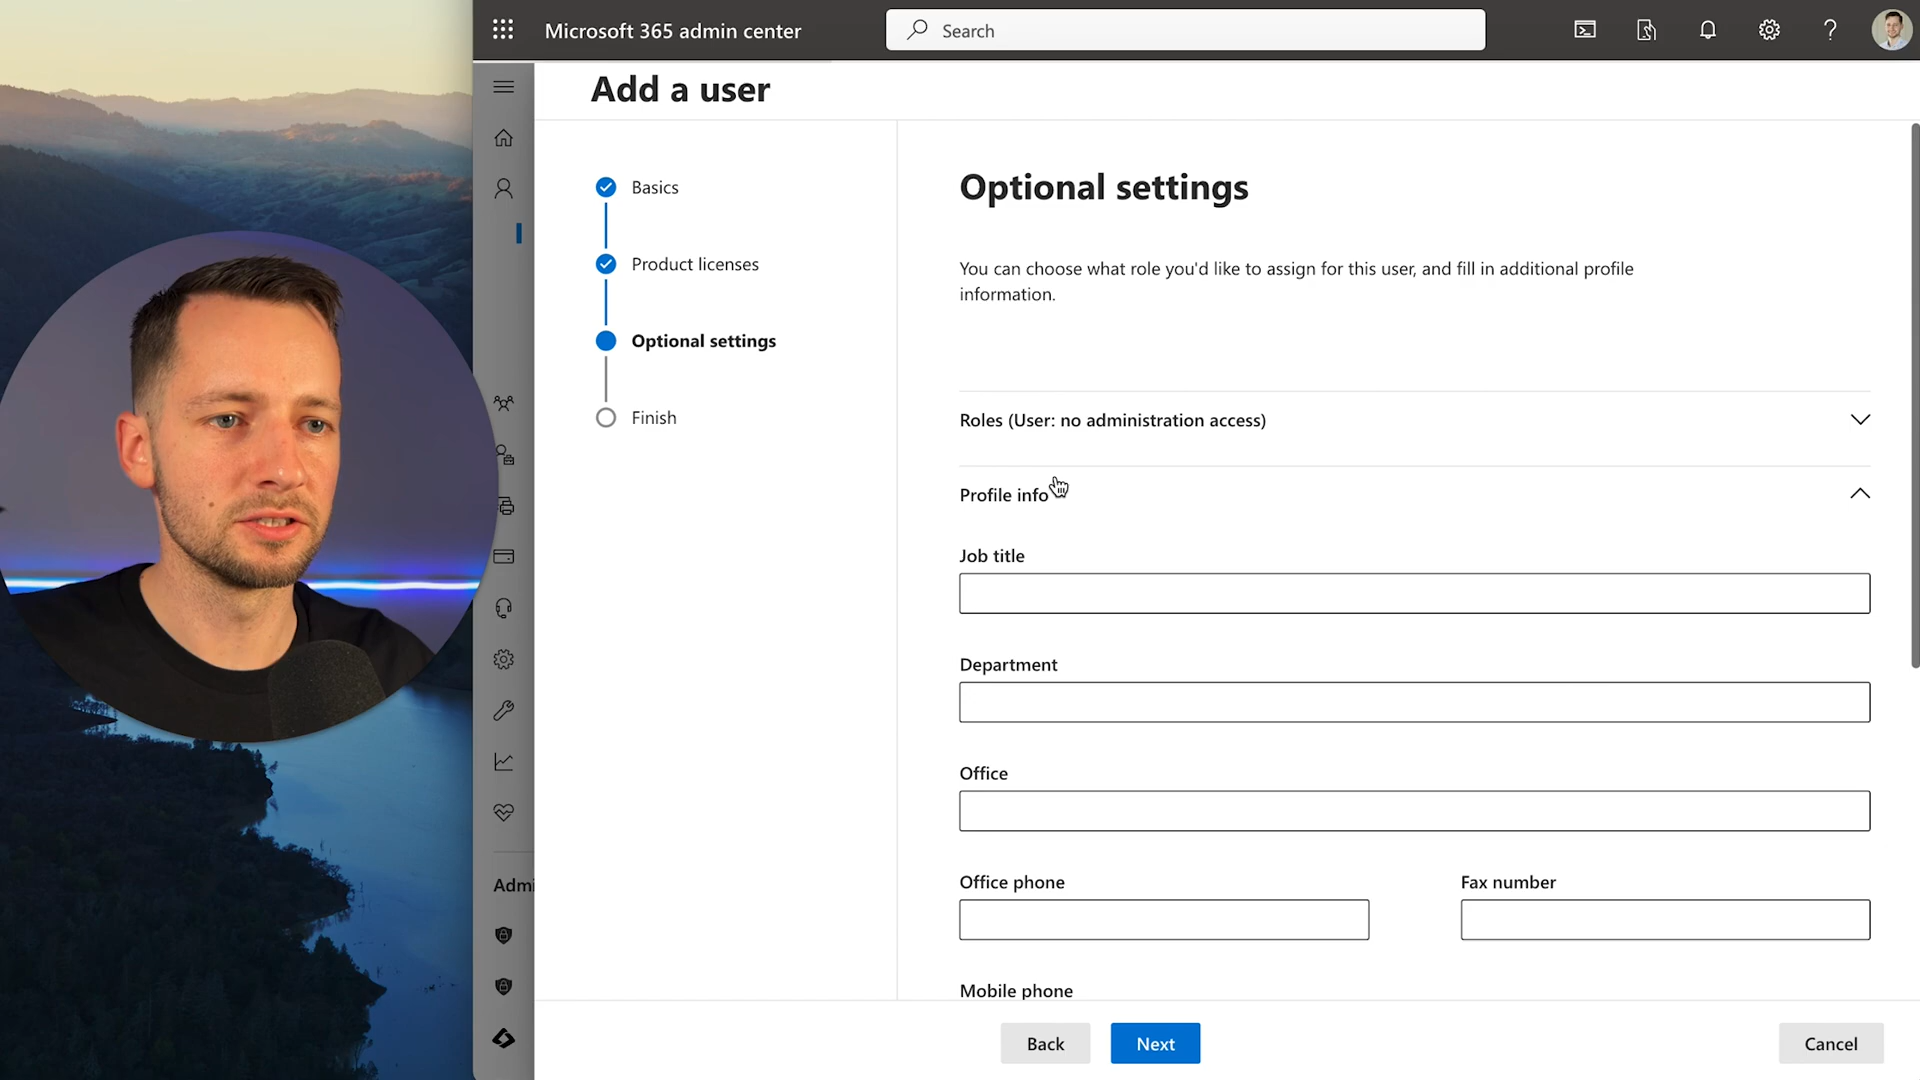 Microsoft 365 admin center
Search
?
Add a user
Basics
Product licenses
Optional settings
Finish
Optional settings
You can choose what role you'd like to assign for this user, and fill in additional profile
information.
Roles (User: no administration access)
Profile info
Job title
Department
Office
Office phone
Fax number
Mobile phone
Admi
Back
Next
Cancel